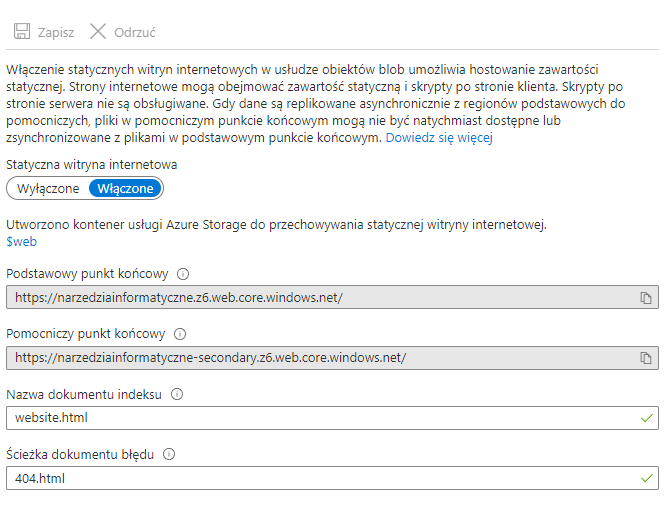 Zapisz Odrzuć
Włączenie statycznych witryn internetowych w usłudze obiektów blob umożliwia hostowanie zawartości
statycznej. Strony internetowe mogą obejmować zawartość statyczną i skrypty po stronie klienta. Skrypty po
stronie serwera nie są obsługiwane. Gdy dane są replikowane asynchronicznie z regionów podstawowych do
pomocniczych, pliki w pomocniczym punkcie końcowym mogą nie być natychmiast dostępne lub
zsynchronizowane z plikami w podstawowym punkcie końcowym. Dowiedz się więcej
Statyczna witryna internetowa
Wyłączone Włączone
Utworzono kontener usługi Azure Storage do przechowywania statycznej witryny internetowej.
$web
Podstawowy punkt końcowy
https://narzedziainformatyczne.z6.web.core.windows.net/
Pomocniczy punkt końcowy
https://narzedziainformatyczne-secondary.z6.web.core.windows.net/
Nazwa dokumentu indeksu
website.html
Ścieżka dokumentu błędu
404.html